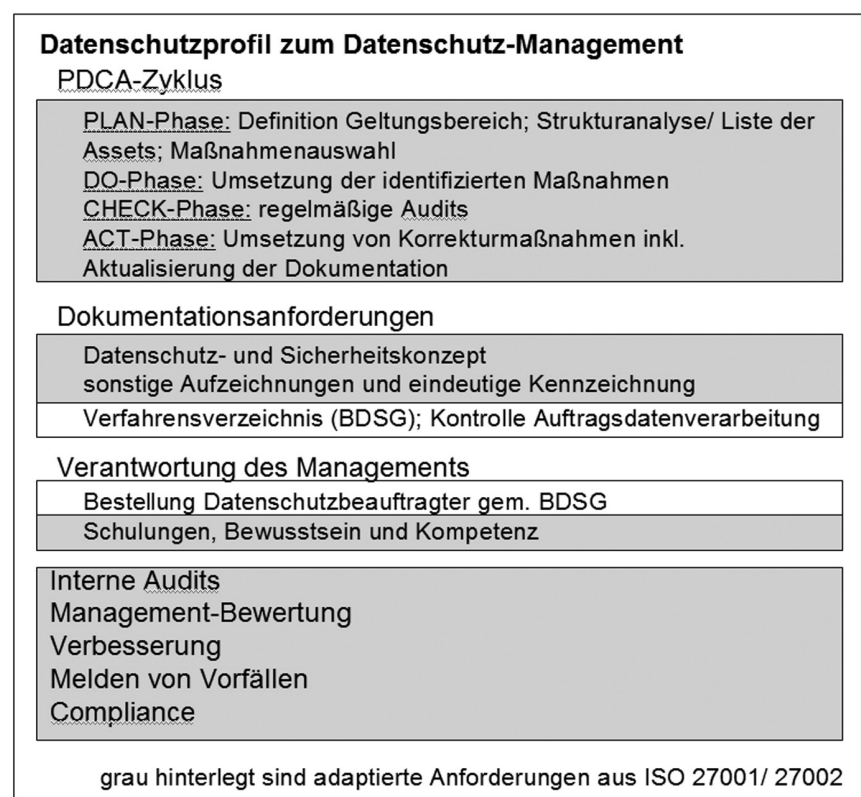 Datenschutzprofil zum Datenschutz-Management
PDCA-Zyklus
PLAN-Phase: Definition Geltungsbereich; Strukturanalyse/ Liste der
Assets; Maßnahmenauswahl
DO-Phase: Umsetzung der identifizierten Maßnahmen
CHECK-Phase: regelmäßige Audits
ACT-Phase: Umsetzung von Korrekturmaßnahmen inkl.
Aktualisierung der Dokumentation
Dokumentationsanforderungen
Datenschutz- und Sicherheitskonzept
sonstige Aufzeichnungen und eindeutige Kennzeichnung
Verfahrensverzeichnis (BDSG); Kontrolle Auftragsdatenverarbeitung
Verantwortung des Managements
Bestellung Datenschutzbeauftragter gem. BDSG
Schulungen, Bewusstsein und Kompetenz
Interne Audits
Management-Bewertung
Verbesserung
Melden von Vorfällen
Compliance
grau hinterlegt sind adaptierte Anforderungen aus ISO 27001/ 27002